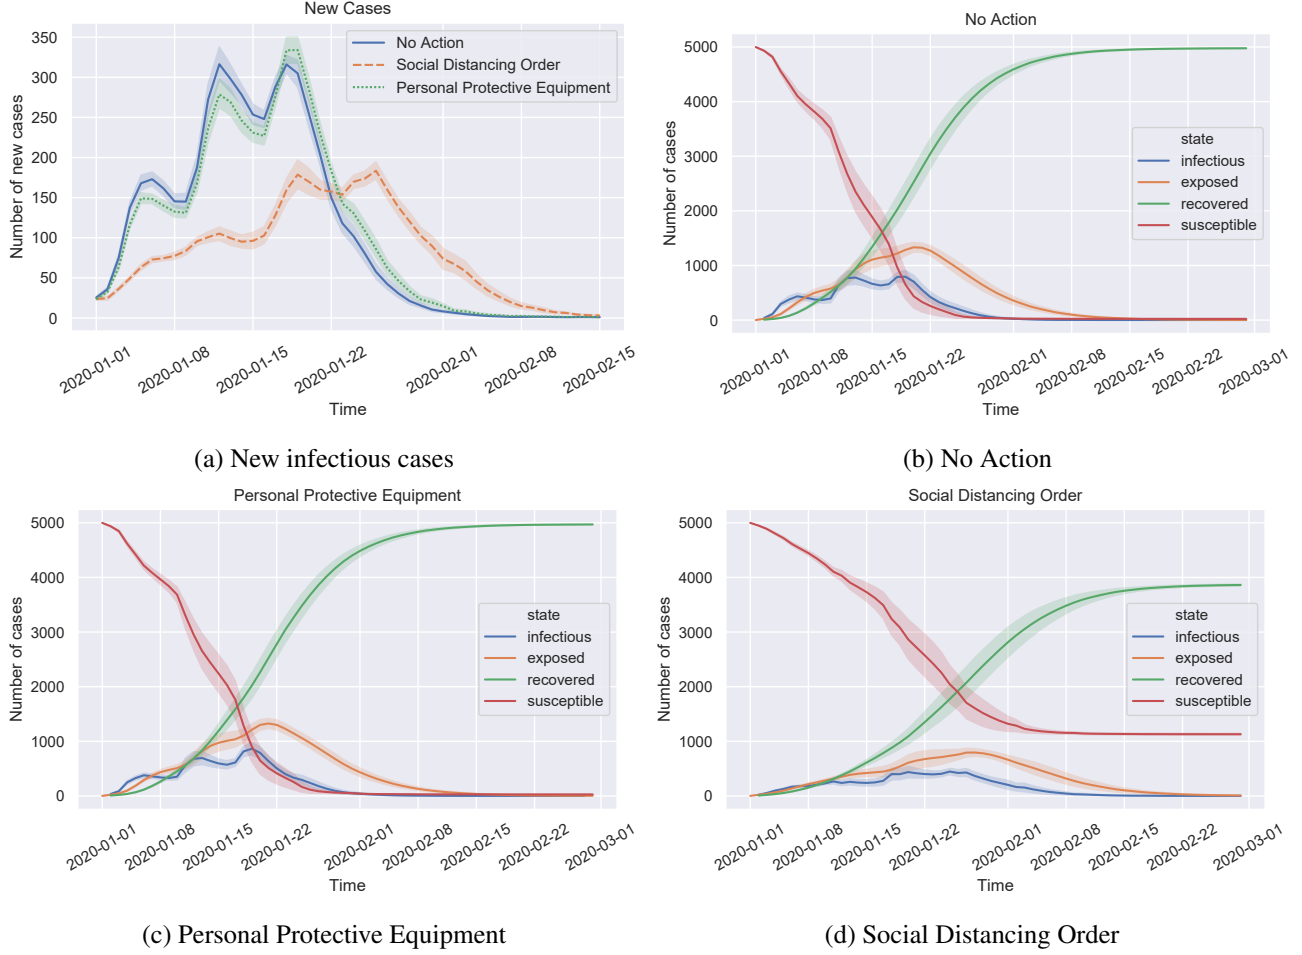 New Cases
Number of new cases
350
300
250
200
150
100
50
0
No Action
Social Distancing Order
Personal Protective Equipment
2020-01-01
2020-01-08
2020-01-15
2020-01-22
2020-02-01
2020-02-08
2020-02-15
Time
(a) New infectious cases
No Action
Number of cases
5000
4000
3000
2000
1000
0
state
infectious
exposed
recovered
susceptible
2020-01-01
2020-01-08
2020-01-15
2020-01-22
2020-02-01
2020-02-08
2020-02-15
2020-02-22
2020-03-01
Time
(b) No Action
Personal Protective Equipment
Number of cases
5000
4000
3000
2000
1000
0
state
infectious
exposed
recovered
susceptible
2020-01-01
2020-01-08
2020-01-15
2020-01-22
2020-02-01
2020-02-08
2020-02-15
2020-02-22
2020-03-01
Time
(c) Personal Protective Equipment
Social Distancing Order
Number of cases
5000
4000
3000
2000
1000
0
state
infectious
exposed
recovered
susceptible
2020-01-01
2020-01-08
2020-01-15
2020-01-22
2020-02-01
2020-02-08
2020-02-15
2020-02-22
2020-03-01
Time
(d) Social Distancing Order